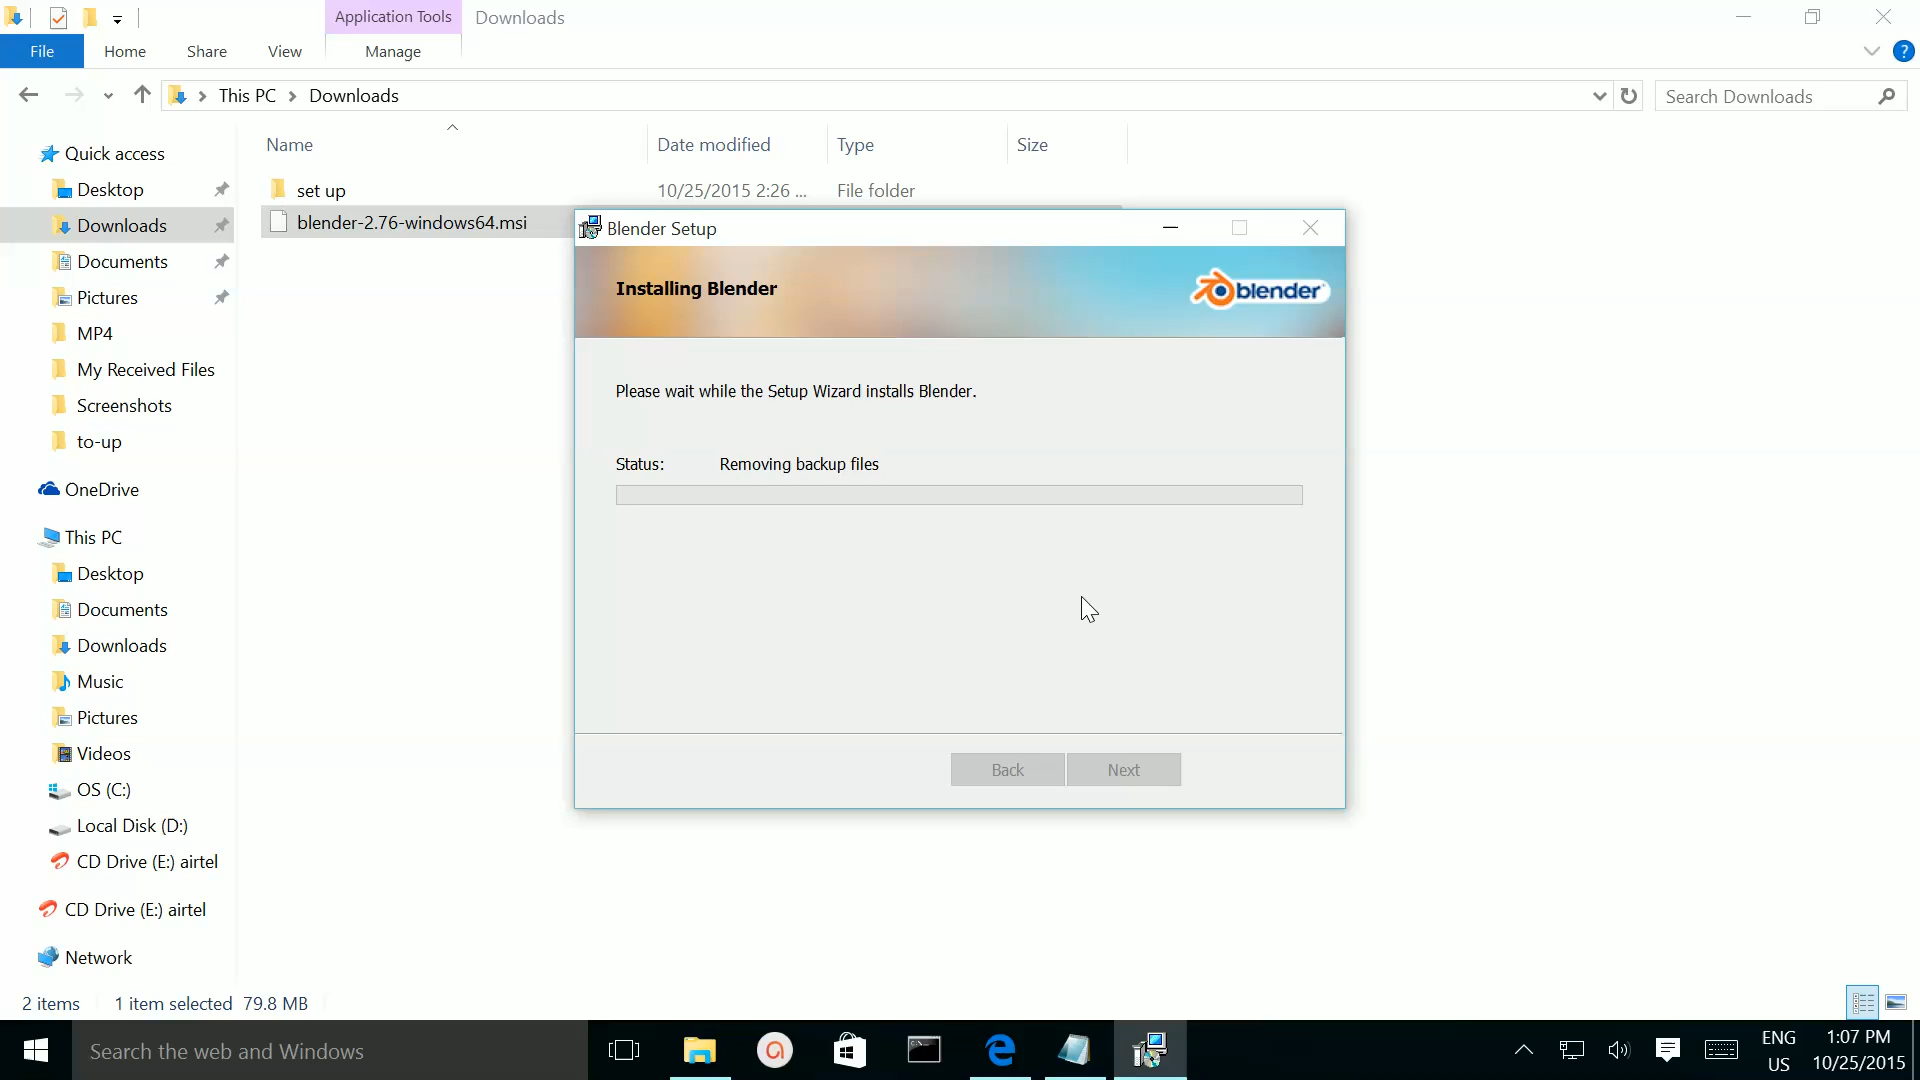 Application Tools
Downloads
File
Home
Share
View
Manage
?
This PC
Downloads
Search Downloads
Name
Date modified
Type
Size
Quick access
Desktop
Downloads
Documents
Pictures
MP4
My Received Files
Screenshots
to-up
OneDrive
This PC
Desktop
Documents
Downloads
Music
Pictures
Videos
OS (C:)
Local Disk (D:)
CD Drive (E:) airtel
CD Drive (E:) airtel
Network
set up
10/25/2015 2:26 ...
File folder
blender-2.76-windows64.msi
Blender Setup
Installing Blender
blender
Please wait while the Setup Wizard installs Blender.
Status:
Removing backup files
Back
Next
2 items
1 item selected
79.8 MB
Search the web and Windows
ENG
US
1:07 PM
10/25/2015